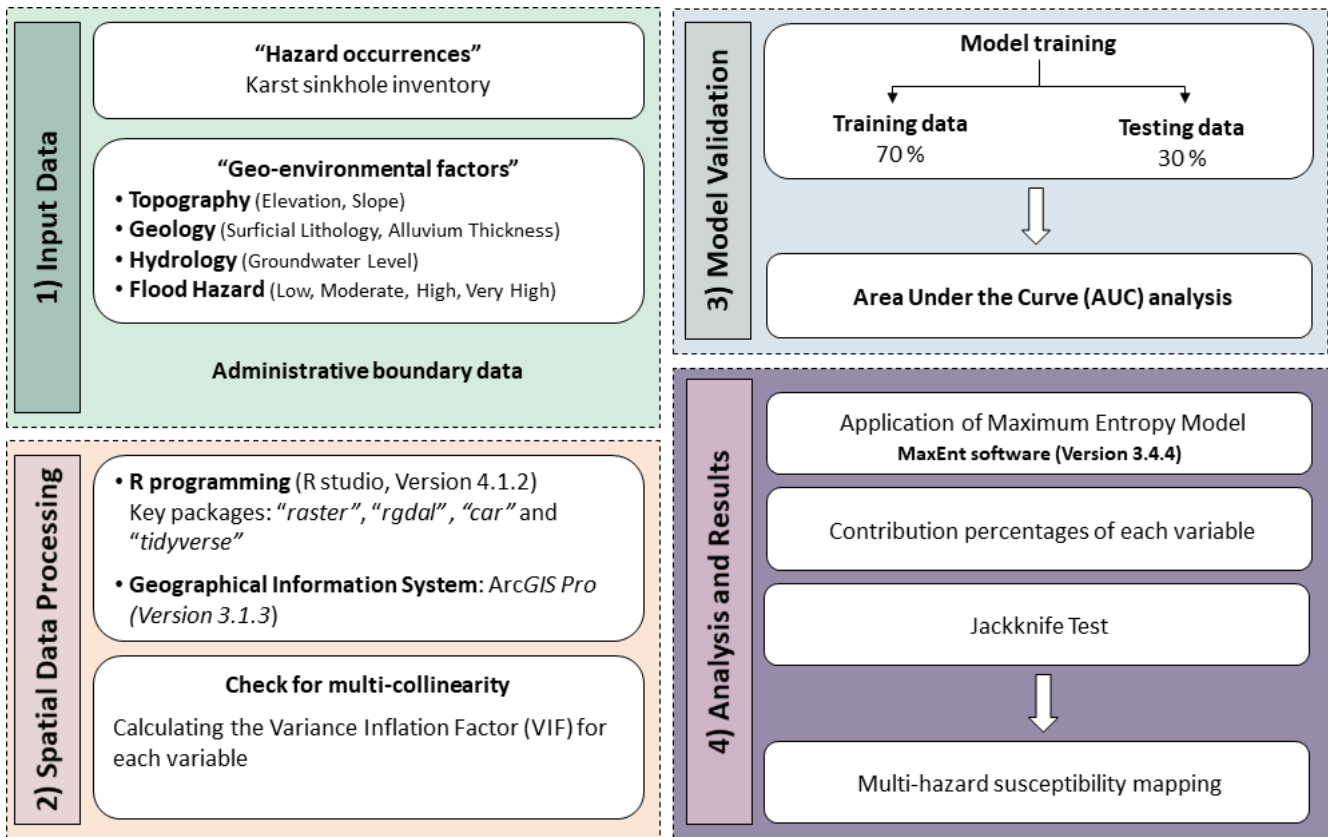 1) Input Data
“Hazard occurrences”
Karst sinkhole inventory
“Geo-environmental factors”
• Topography (Elevation, Slope)
• Geology (Surficial Lithology, Alluvium Thickness)
• Hydrology (Groundwater Level)
• Flood Hazard (Low, Moderate, High, Very High)
Administrative boundary data
2) Spatial Data Processing
• R programming (R studio, Version 4.1.2)
Key packages: “raster”, “rgdal” , “car” and
“tidyverse”
• Geographical Information System: ArcGIS Pro
(Version 3.1.3)
Check for multi-collinearity
Calculating the Variance Inflation Factor (VIF) for
each variable
3) Model Validation
Model training
Training data
70 %
Testing data
30 %
Area Under the Curve (AUC) analysis
4) Analysis and Results
Application of Maximum Entropy Model
MaxEnt software (Version 3.4.4)
Contribution percentages of each variable
Jackknife Test
Multi-hazard susceptibility mapping